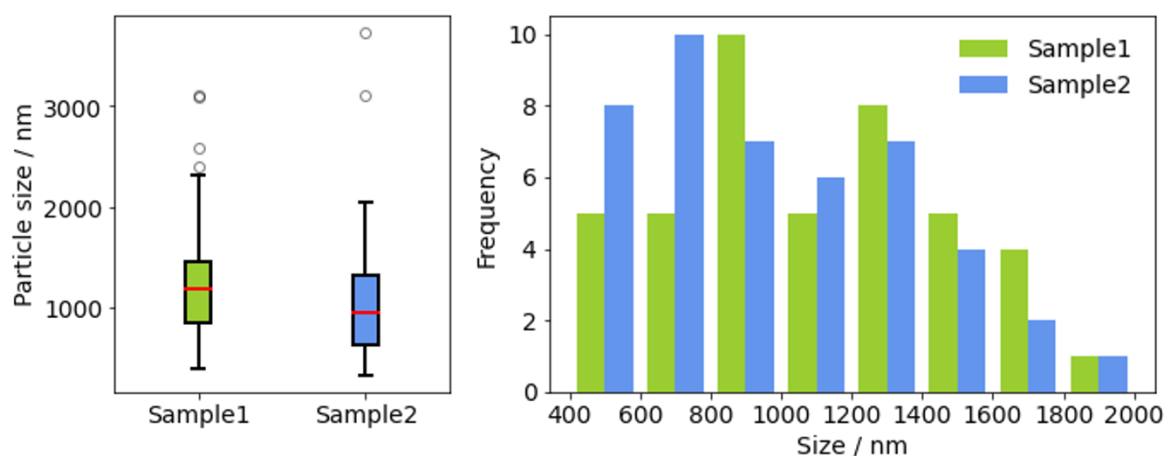 Particle size / nm
3000
2000
1000
Sample1 Sample2
Frequency
10
8
6
4
2
0
Sample1
Sample2
400 600 800 1000 1200 1400 1600 1800 2000
Size / nm